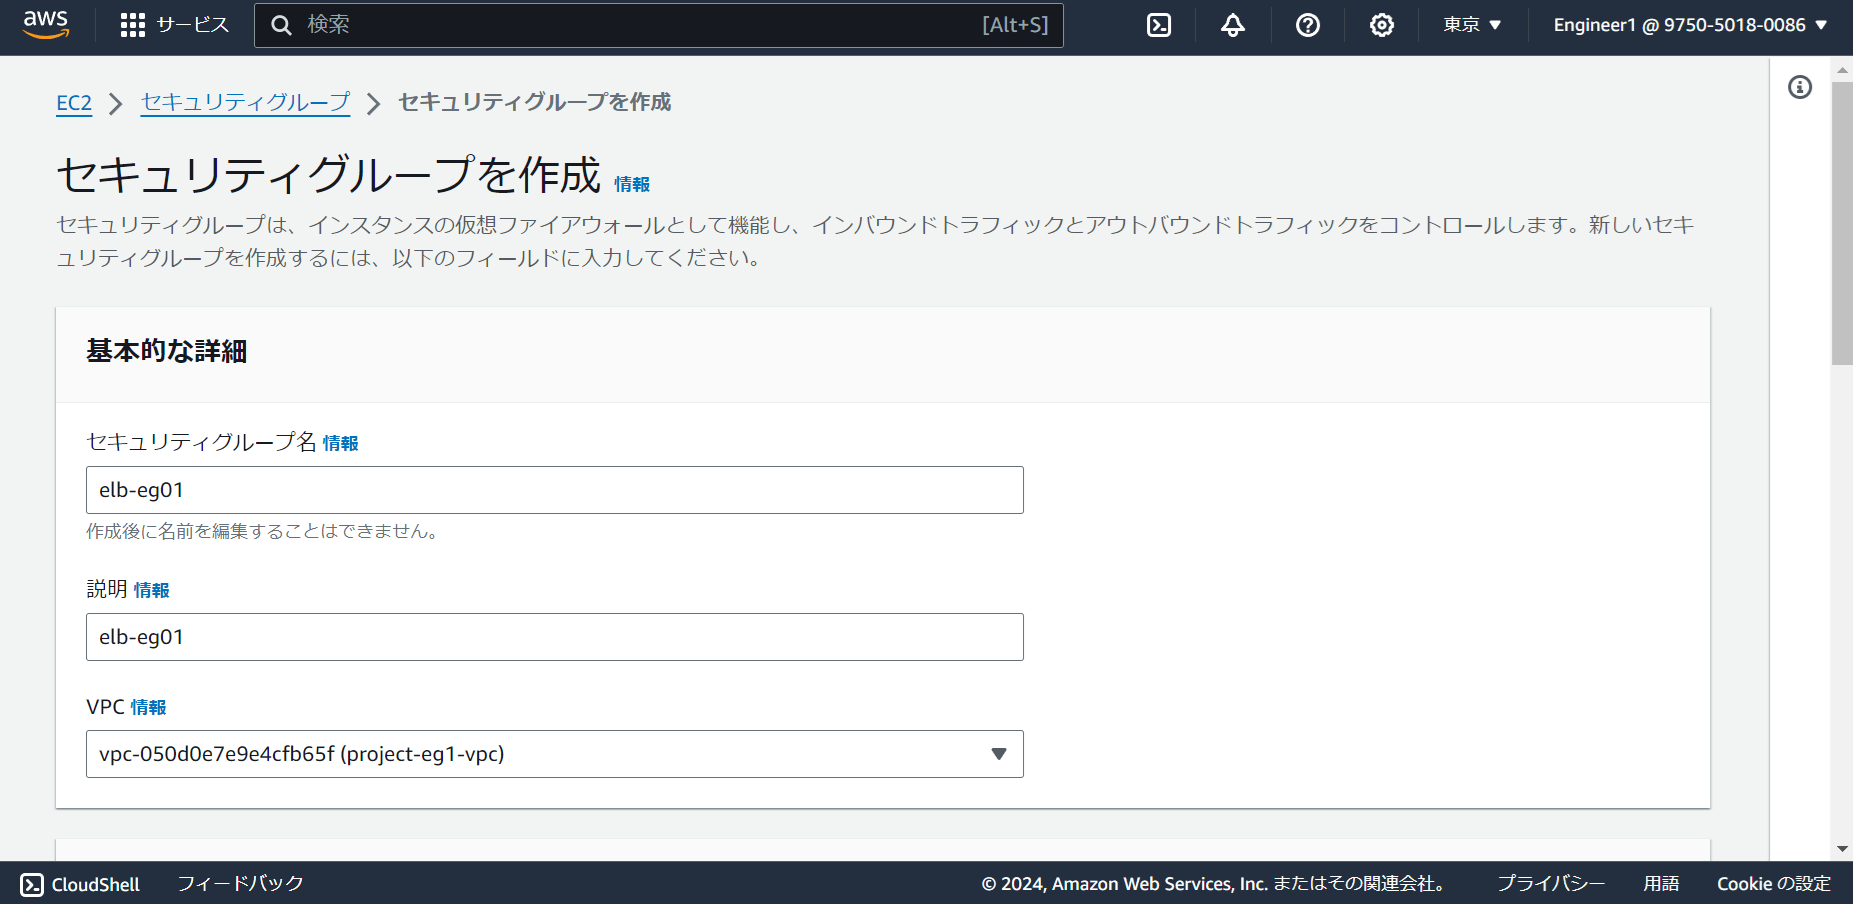 aws サービス 検索 [Alt+S] 東京 ▼ Engineer1 @ 9750-5018-0086 ▼
EC2 > セキュリティグループ > セキュリティグループを作成
セキュリティグループを作成 情報
セキュリティグループは、インスタンスの仮想ファイアウォールとして機能し、インバウンドトラフィックとアウトバウンドトラフィックをコントロールします。新しいセキ
ュリティグループを作成するには、以下のフィールドに入力してください。
基本的な詳細
セキュリティグループ名 情報
elb-eg01
作成後に名前を編集することはできません。
説明 情報
elb-eg01
VPC 情報
vpc-050d0e7e9e4cfb65f (project-eg1-vpc)
CloudShell フィードバック © 2024, Amazon Web Services, Inc. またはその関連会社。 プライバシー 用語 Cookie の設定